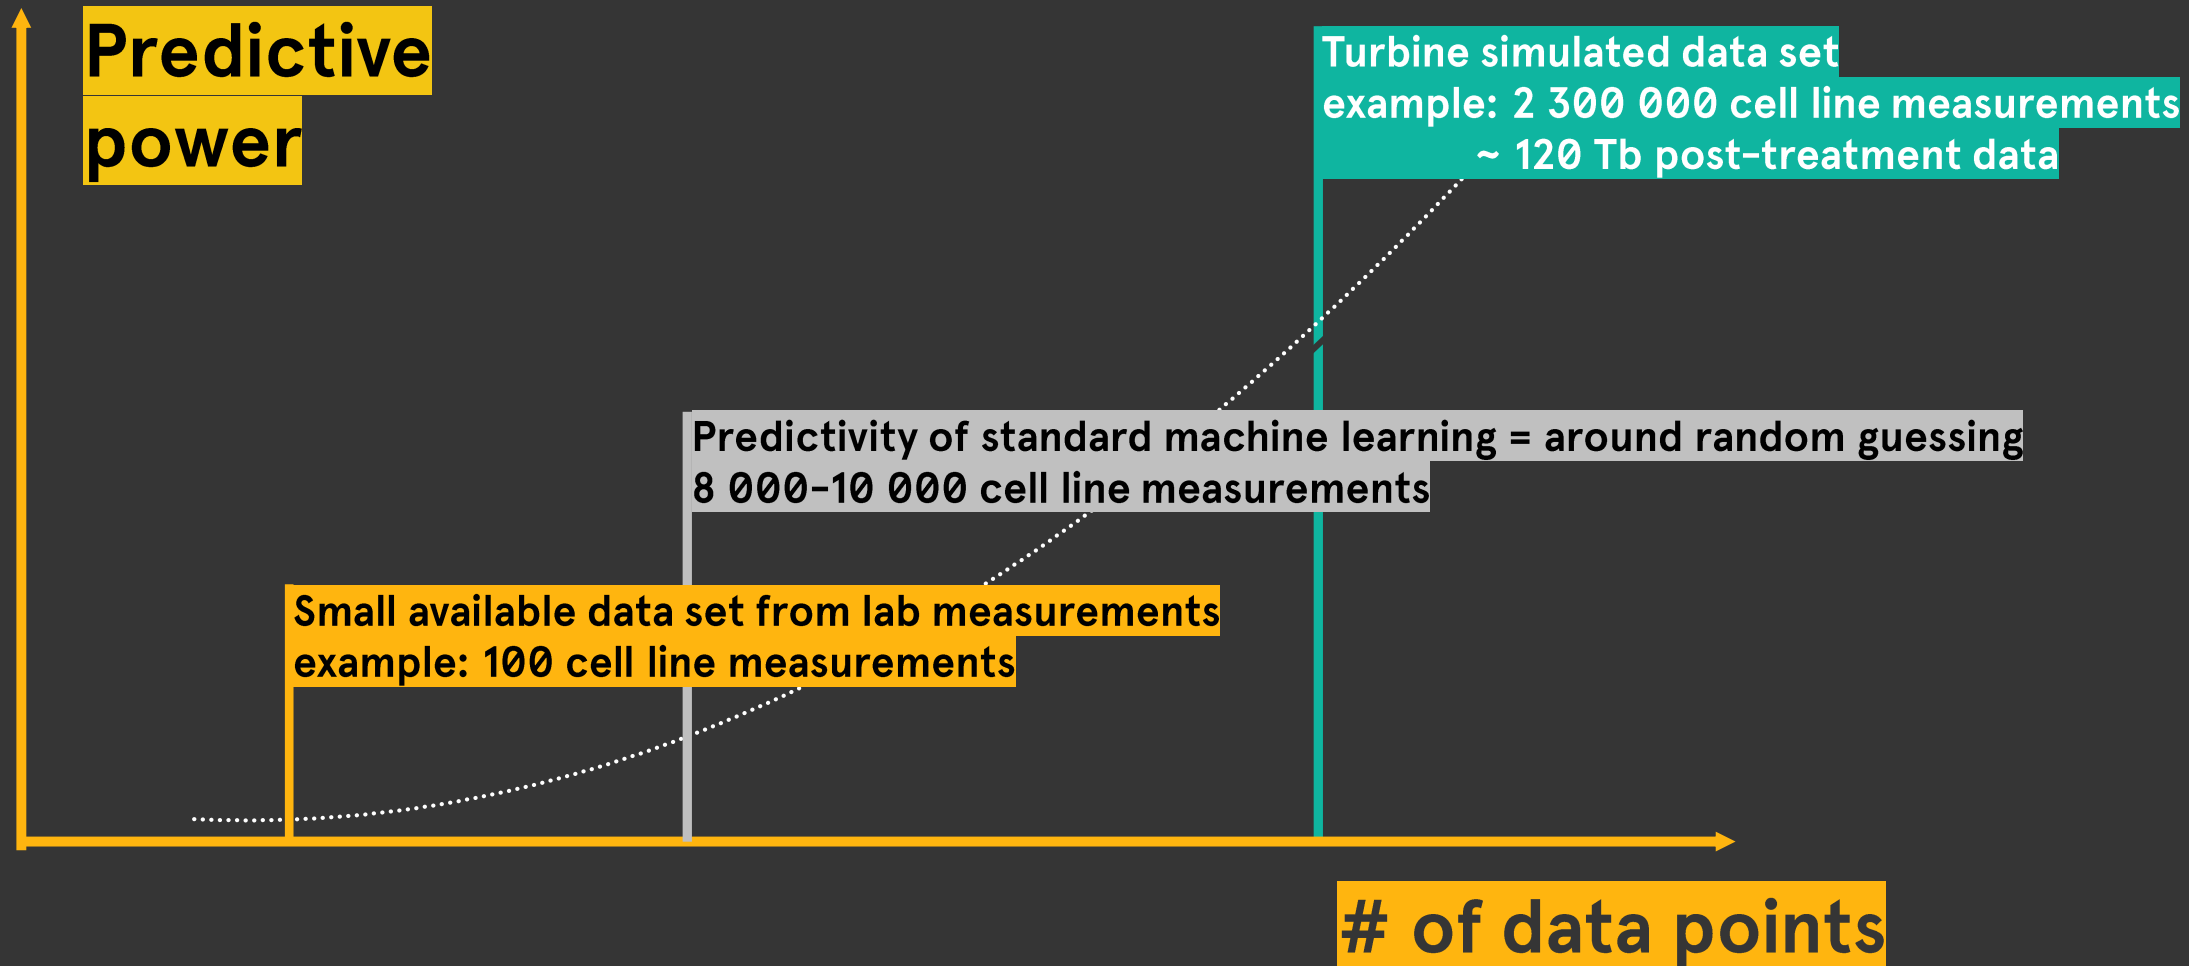 Predictive
power
Turbine simulated data set
example: 2 300 000 cell line measurements
~ 120 Tb post-treatment data
Predictivity of standard machine learning = around random guessing
8 000-10 000 cell line measurements
Small available data set from lab measurements
example: 100 cell line measurements
# of data points